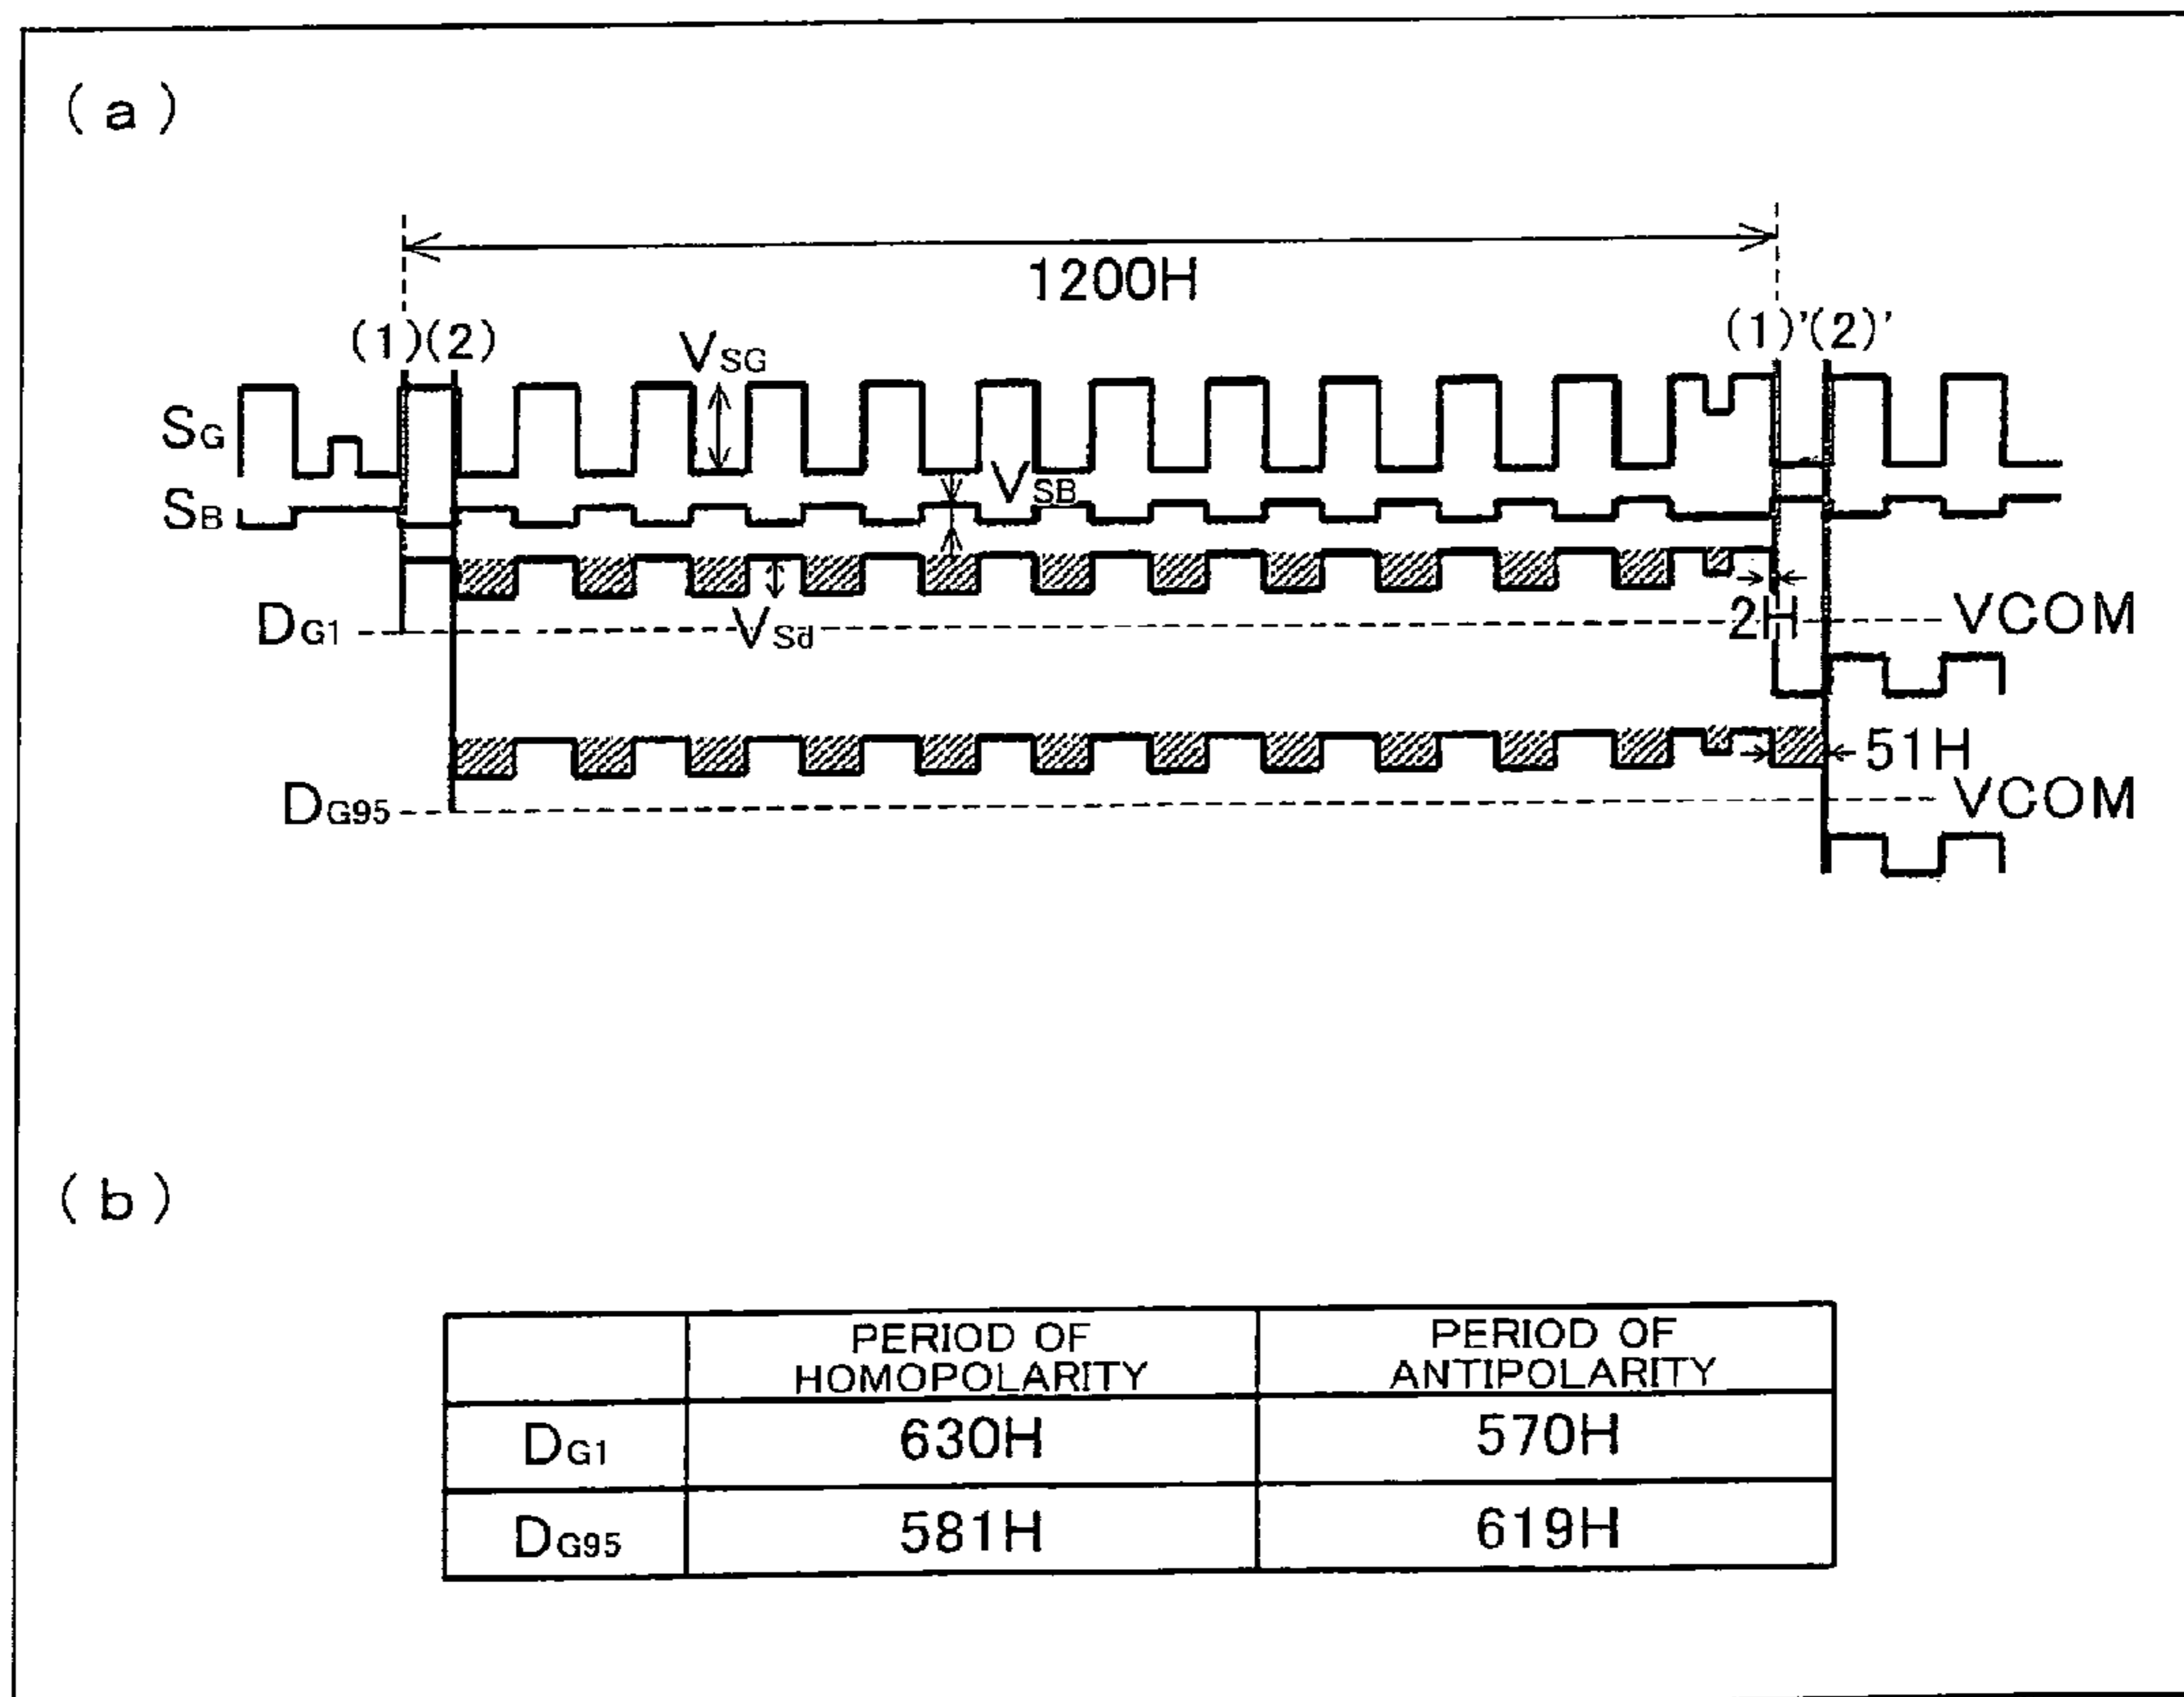 (a)
1200H
(1)(2)
(1)'(2)'
VSG
SG
VSB
SB
2H
DG1
VSd
VCOM
51H
DG95
VCOM
(b)
PERIOD OF HOMOPOLARITY
PERIOD OF ANTIPOLARITY
DG1 630H 570H
DG95 581H 619H